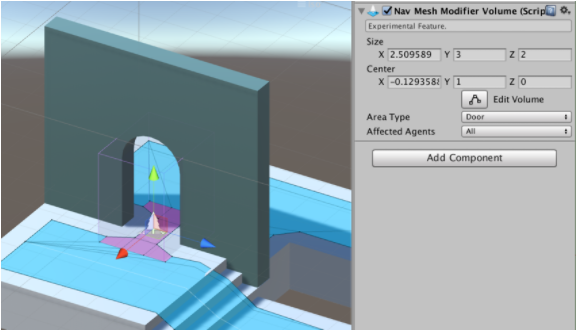 Nav Mesh Modifier Volume (Scrip
Experimental Feature.
Size
X 2.509589 Y 3 Z 2
Center
X -0.129358 Y 1 Z 0
Edit Volume
Area Type Door
Affected Agents All
Add Component